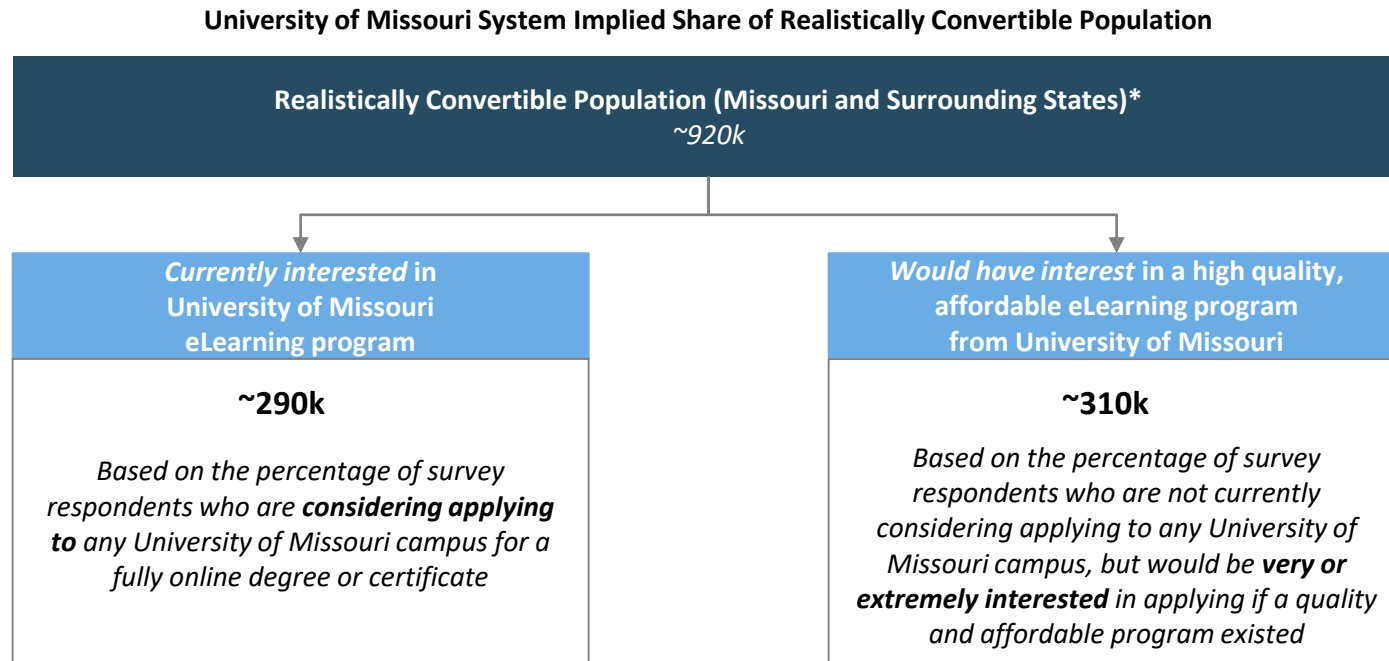 University of Missouri System Implied Share of Realistically Convertible Population
Realistically Convertible Population (Missouri and Surrounding States)*
~920k
Currently interested in
University of Missouri
eLearning program
~290k
Based on the percentage of survey
respondents who are considering applying
to any University of Missouri campus for a
fully online degree or certificate
Would have interest in a high quality,
affordable eLearning program
from University of Missouri
~310k
Based on the percentage of survey
respondents who are not currently
considering applying to any University of
Missouri campus, but would be very or
extremely interested in applying if a quality
and affordable program existed